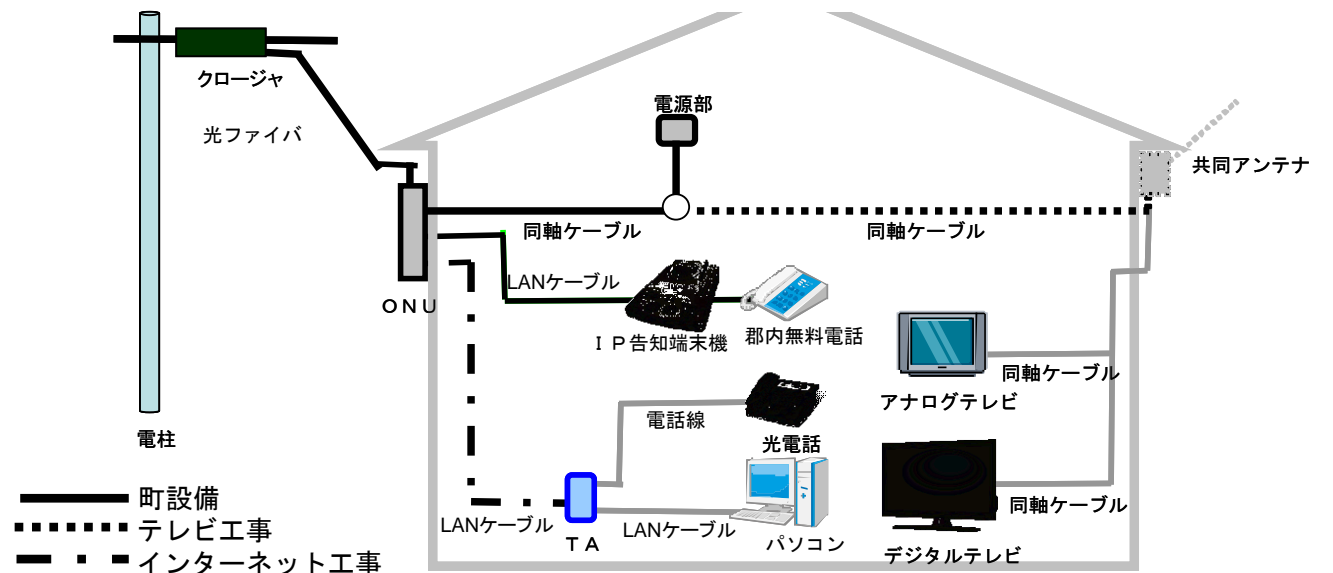 クロージャ
光ファイバ
電源部
共同アンテナ
同軸ケーブル
同軸ケーブル
LANケーブル
ONU
IP告知端末機
郡内無料電話
同軸ケーブル
アナログテレビ
電話線
電柱
光電話
町設備
同軸ケーブル
テレビ工事
LANケーブル
TA
LANケーブル
パソコン
デジタルテレビ
インターネット工事